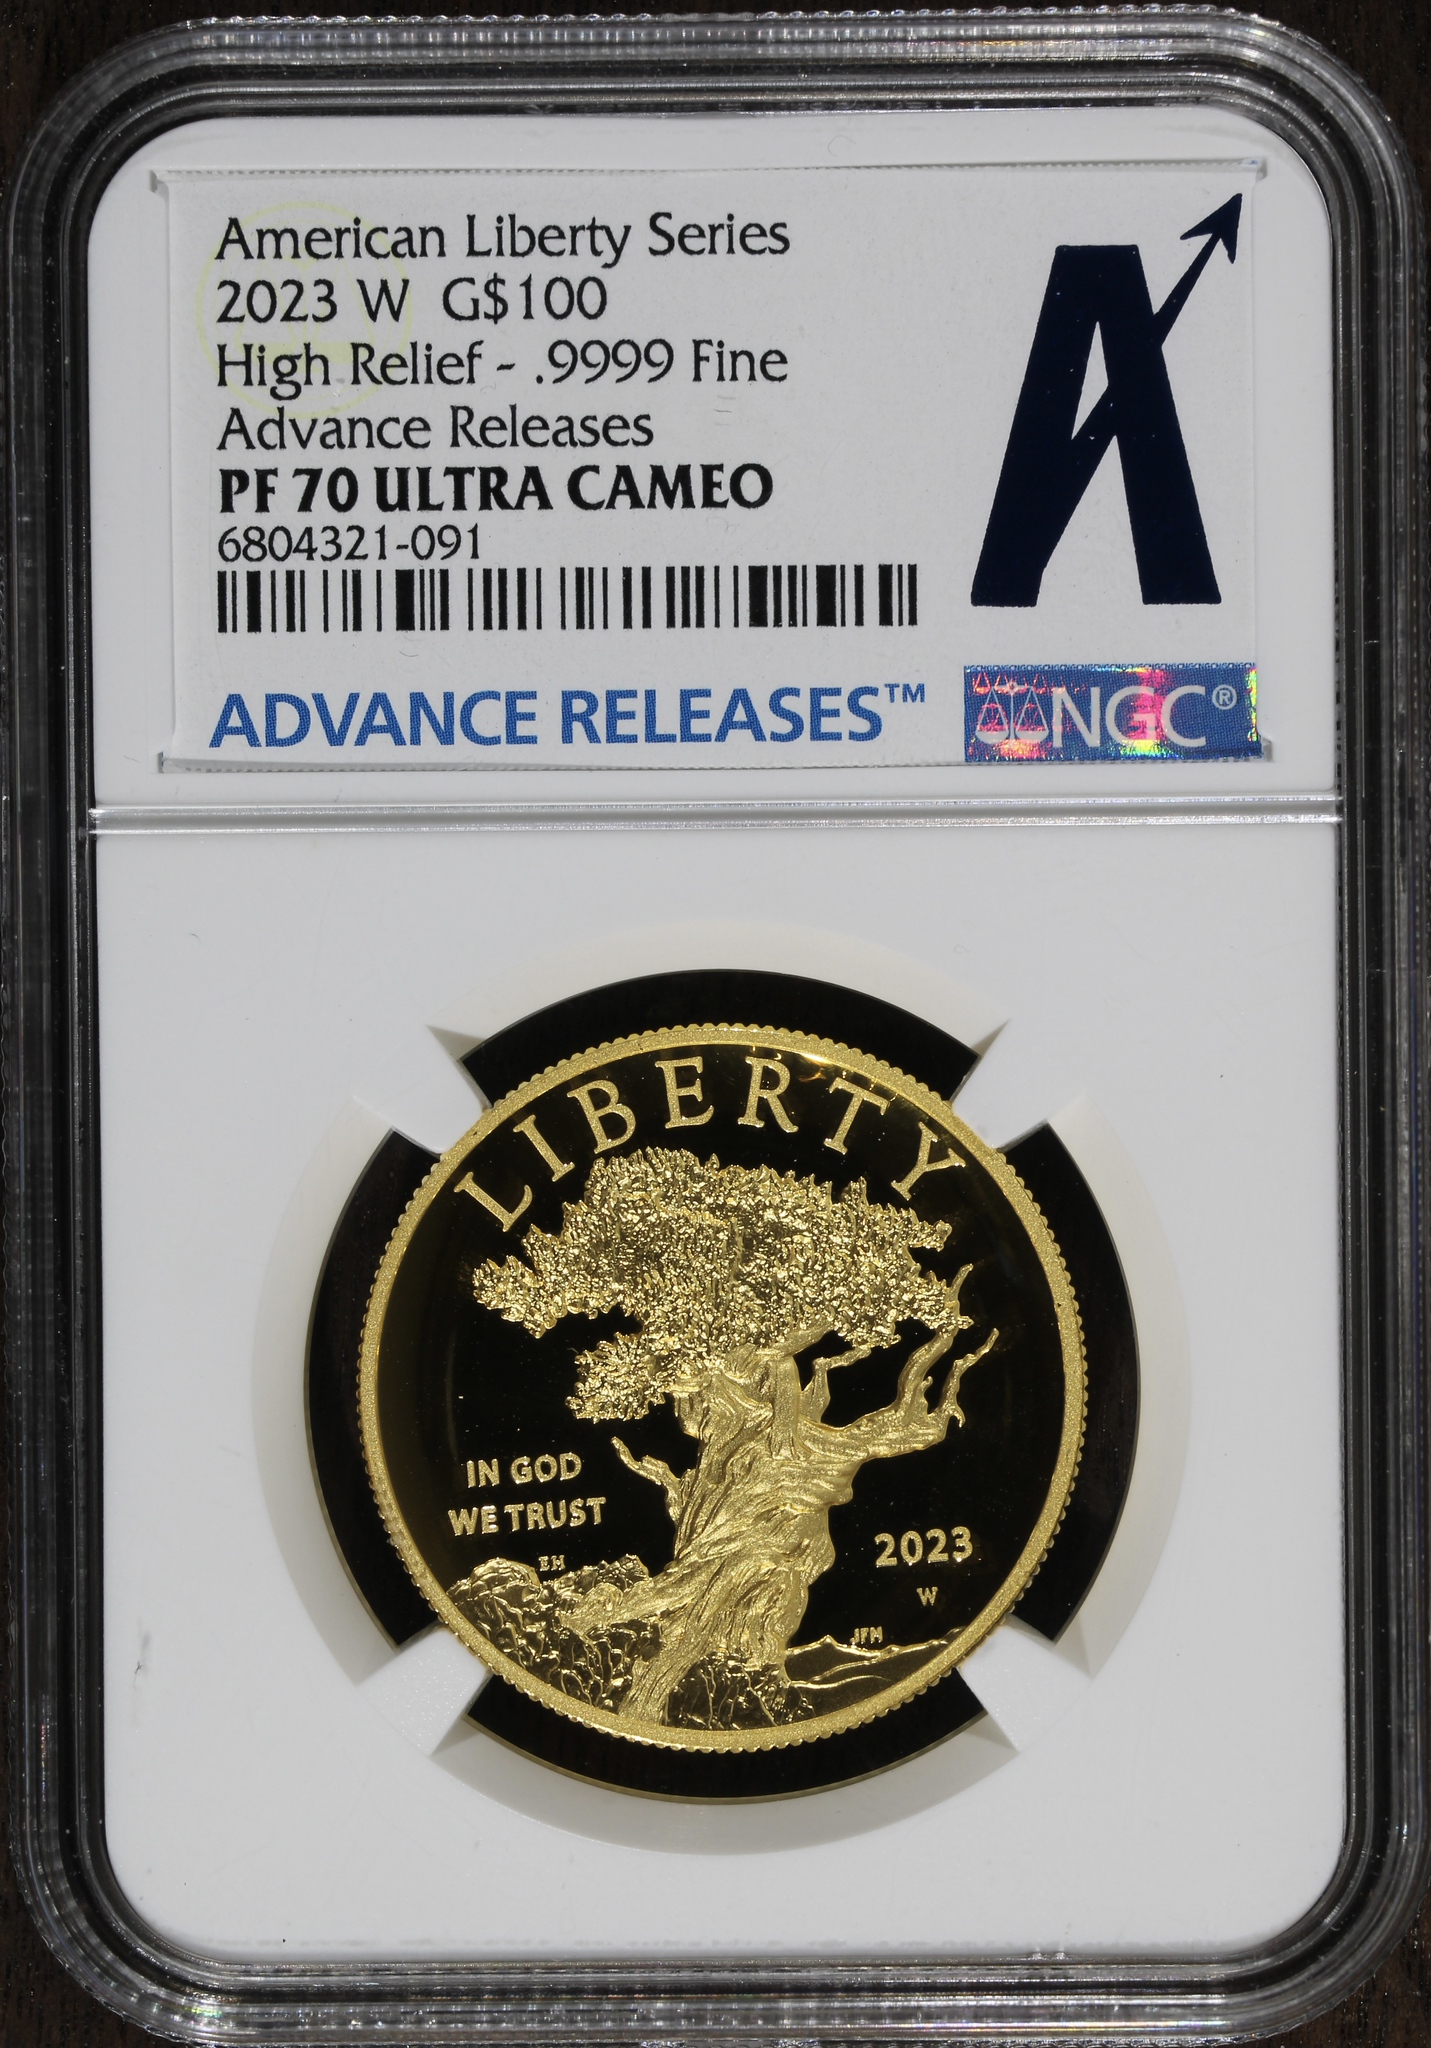 American Liberty Series
2023 W G$100
High Relief - .9999 Fine
Advance Releases
PF 70 ULTRA CAMEO
6804321-091
ADVANCE RELEASES™
NGC®
LIBERTY
IN GOD
WE TRUST
EH
2023
W
JFM